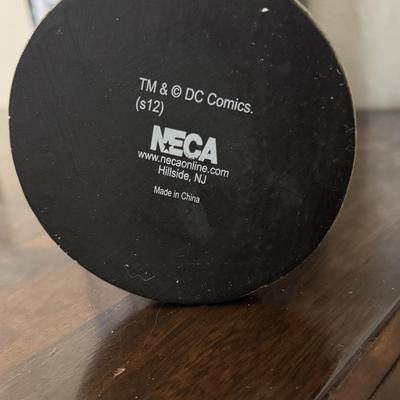 TM & © DC Comics.
(s12)
NECA
www.necaonline.com
Hillside, NJ
Made in China